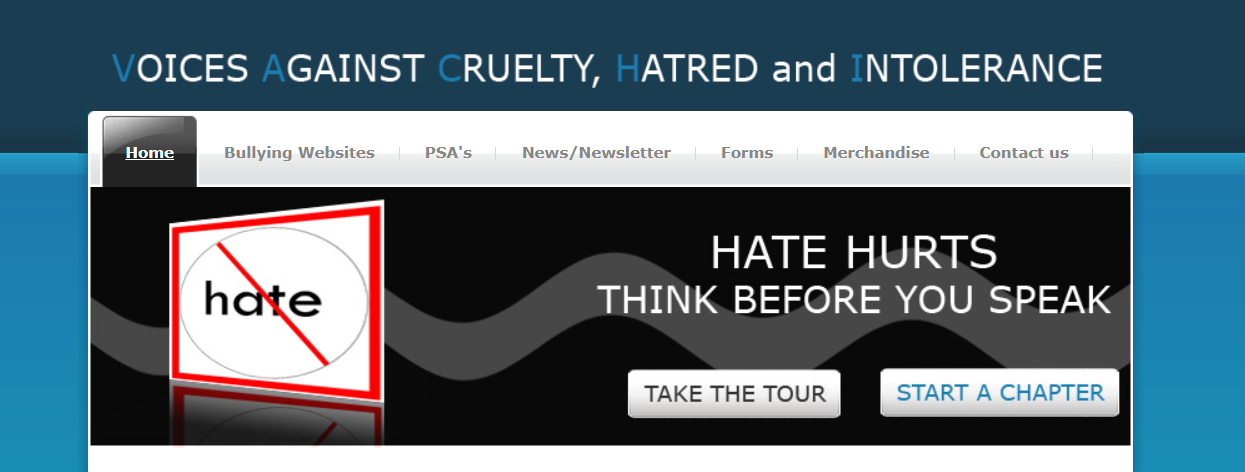 VOICES AGAINST CRUELTY, HATRED and INTOLERANCE
Home Bullying Websites PSA's News/Newsletter Forms Merchandise Contact us
hate
HATE HURTS
THINK BEFORE YOU SPEAK
TAKE THE TOUR START A CHAPTER